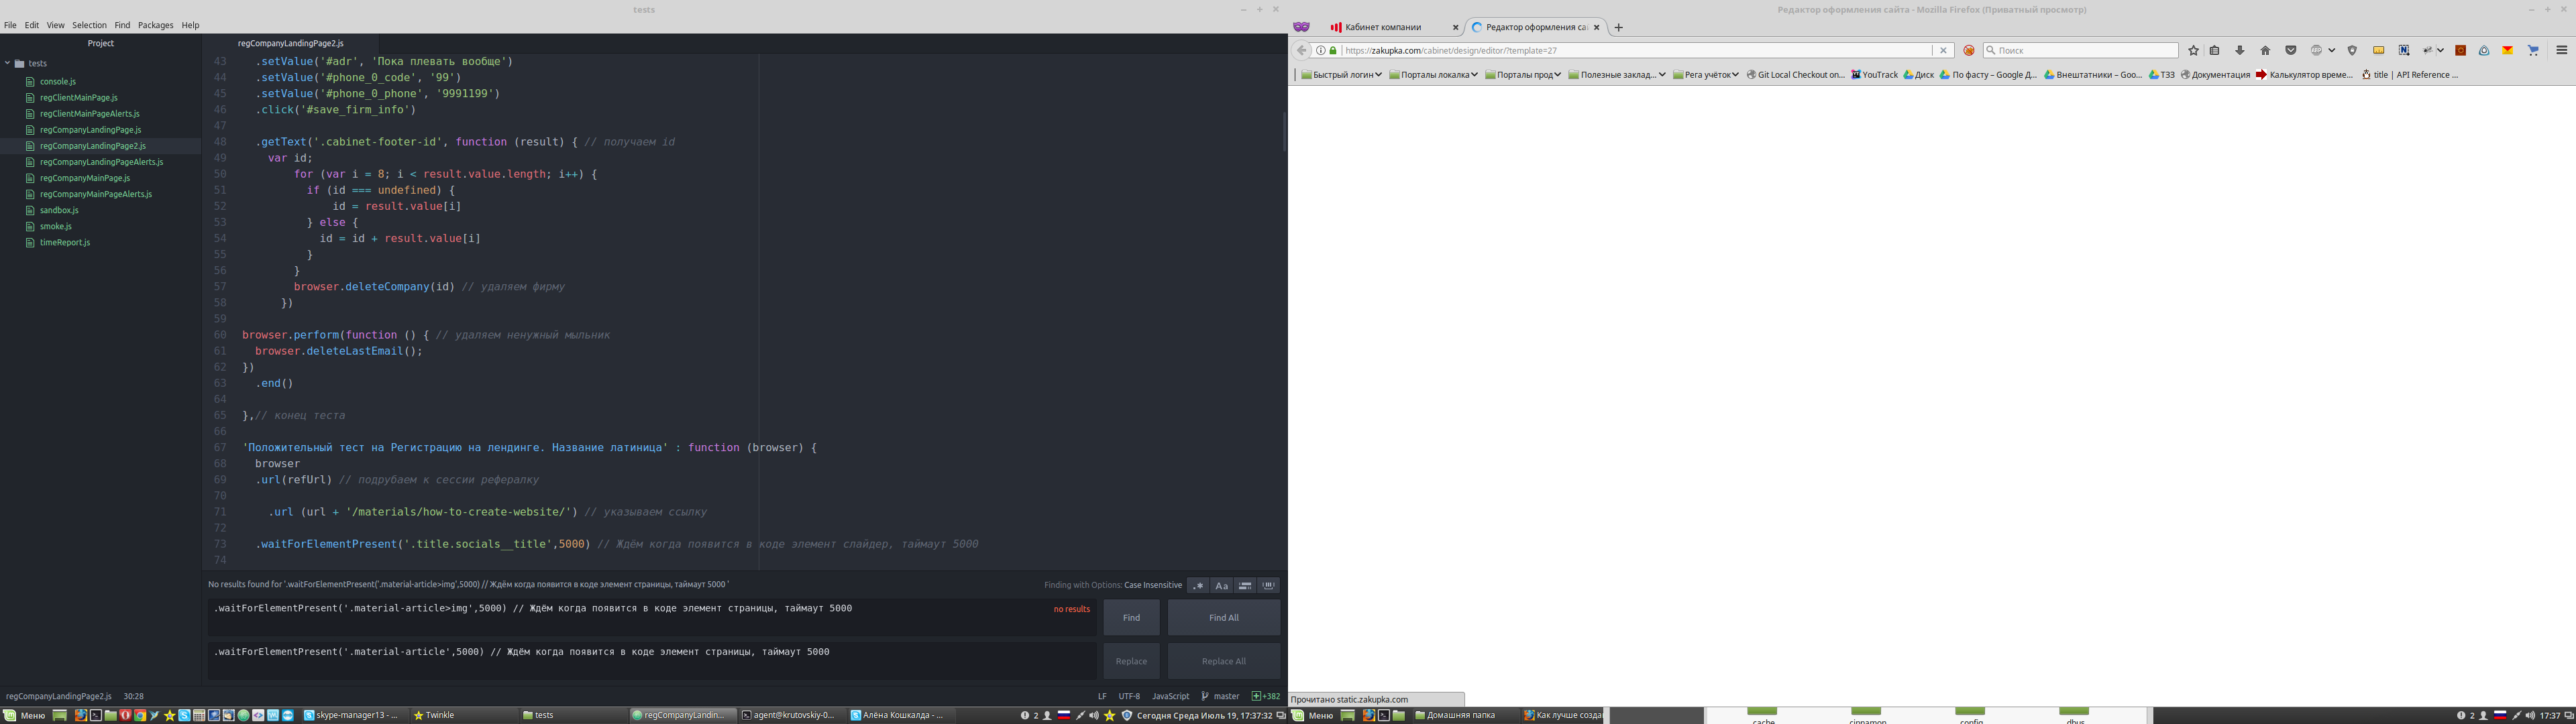 tests
File Edit View Selection Find Packages Help
Project
tests
console.js
regClientMainPage.js
regClientMainPageAlerts.js
regCompanyLandingPage.js
regCompanyLandingPage2.js
regCompanyLandingPageAlerts.js
regCompanyMainPage.js
regCompanyMainPageAlerts.js
sandbox.js
smoke.js
timeReport.js
regCompanyLandingPage2.js
43 .setValue('#adr', 'Пока плевать вообще')
44 .setValue('#phone_0_code', '99')
45 .setValue('#phone_0_phone', '9991199')
46 .click('#save_firm_info')
47
48 .getText('.cabinet-footer-id', function (result) { // получаем id
49 var id;
50 for (var i = 8; i < result.value.length; i++) {
51 if (id === undefined) {
52 id = result.value[i]
53 } else {
54 id = id + result.value[i]
55 }
56 }
57 browser.deleteCompany(id) // удаляем фирму
58 })
59
60 browser.perform(function () { // удаляем ненужный мыльник
61 browser.deleteLastEmail();
62 })
63 .end()
64
65 },// конец теста
66
67 'Положительный тест на Регистрацию на лендинге. Название латиница' : function (browser) {
68 browser
69 .url(refUrl) // подрубаем к сессии рефералку
70
71 .url (url + '/materials/how-to-create-website/') // указываем ссылку
72
73 .waitForElementPresent('.title.socials__title',5000) // Ждём когда появится в коде элемент слайдер, таймаут 5000
74
No results found for '.waitForElementPresent('.material-article>img',5000) // Ждём когда появится в коде элемент страницы, таймаут 5000 '
Finding with Options: Case Insensitive
.* Aa
.waitForElementPresent('.material-article>img',5000) // Ждём когда появится в коде элемент страницы, таймаут 5000
no results
Find
Find All
.waitForElementPresent('.material-article',5000) // Ждём когда появится в коде элемент страницы, таймаут 5000
Replace
Replace All
regCompanyLandingPage2.js 30:28
LF UTF-8 JavaScript master +382
Меню
skype-manager13 - ...
Twinkle
tests
regCompanyLandin...
agent@krutovskiy-0...
Алёна Кошкалда - ...
2
Сегодня Среда Июль 19, 17:37:32
Редактор оформления сайта - Mozilla Firefox (Приватный просмотр)
Кабинет компании
Редактор оформления са
https://zakupka.com/cabinet/design/editor/?template=27
Поиск
Быстрый логин
Порталы локалка
Порталы прод
Полезные заклад...
Рега учёток
Git Local Checkout on...
YouTrack
Диск
По фасту – Google Д...
Внештатники – Goo...
ТЗЗ
Документация
Калькулятор време...
title | API Reference ...
Прочитано static.zakupka.com
Меню
Домашняя папка
Как лучше создан
cache
cinnamon
config
dbus
2
17:37